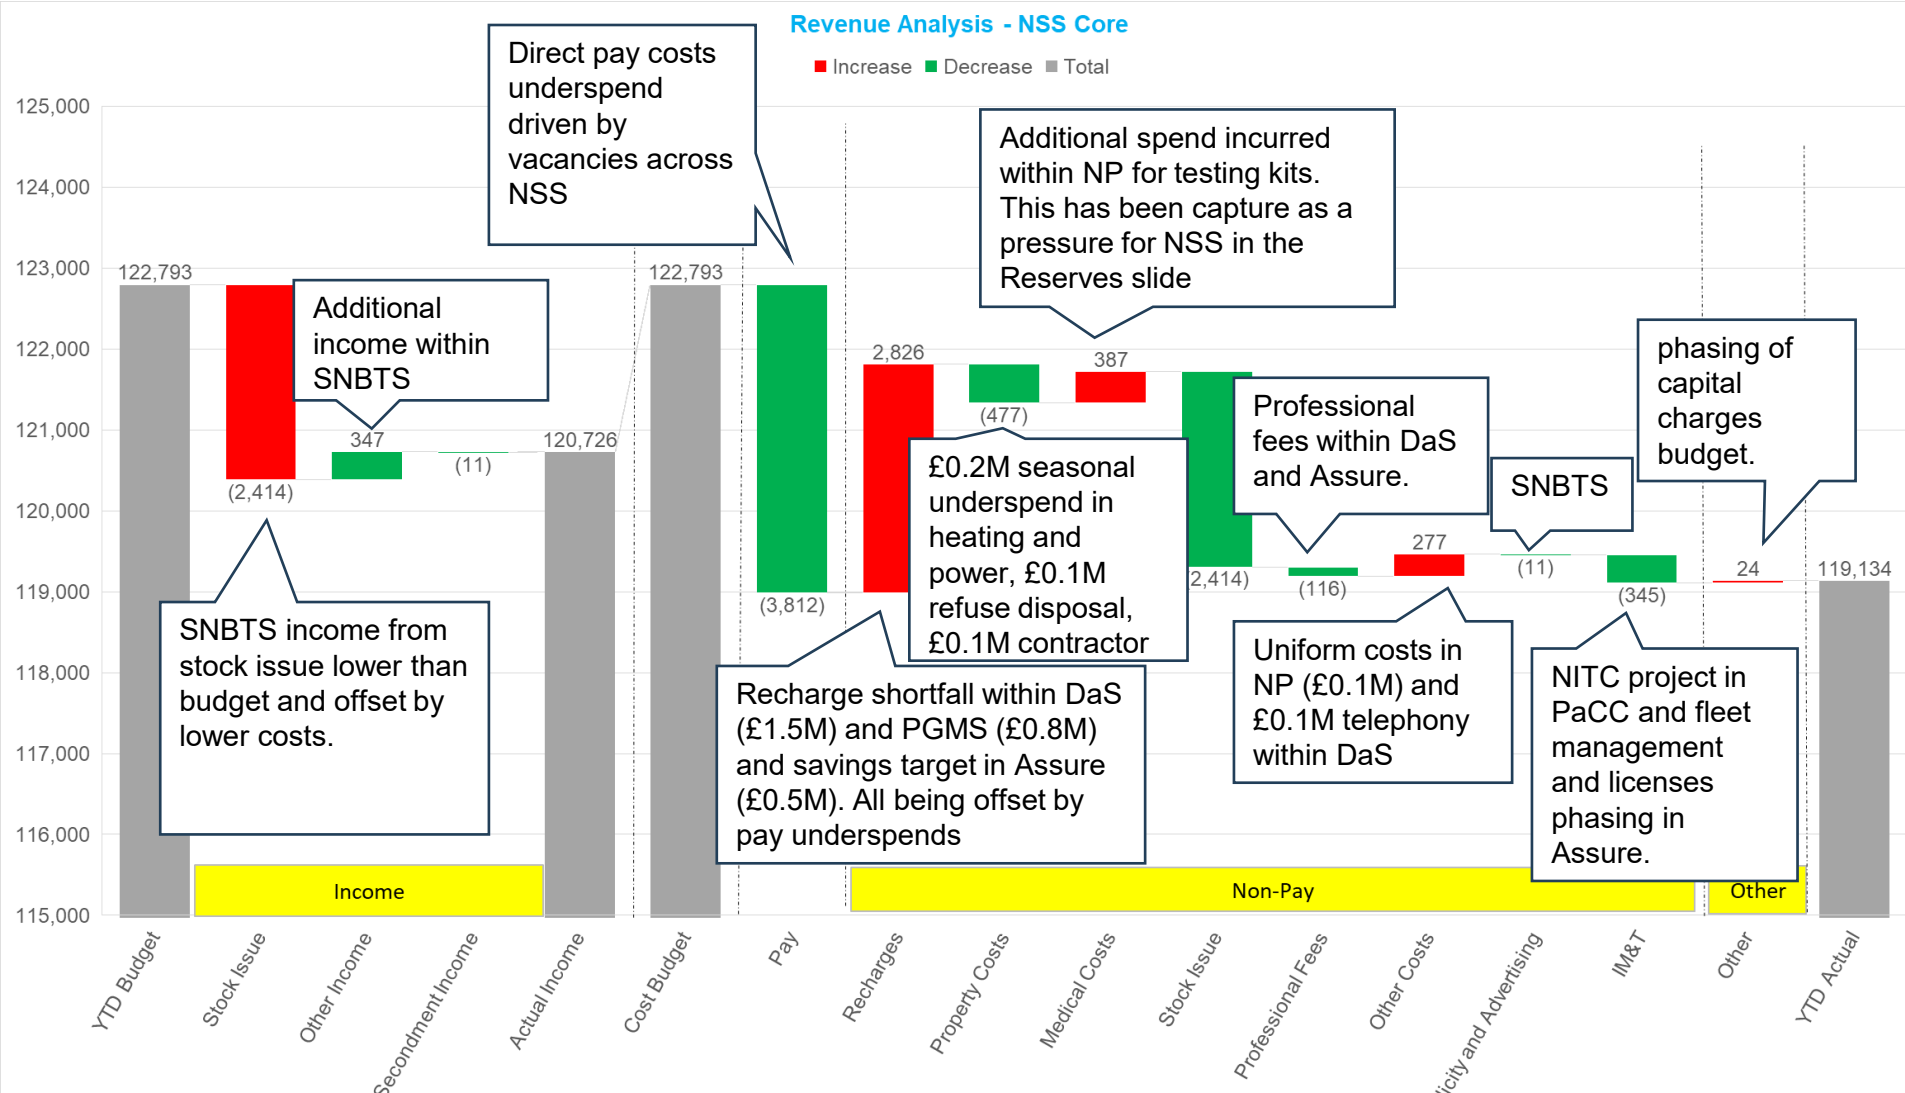 Revenue Analysis - NSS Core
Increase Decrease Total
125,000
124,000
123,000
122,000
121,000
120,000
119,000
118,000
117,000
116,000
115,000
Direct pay costs
underspend
driven by
vacancies across
NSS
Additional spend incurred
within NP for testing kits.
This has been capture as a
pressure for NSS in the
Reserves slide
Additional
income within
SNBTS
phasing of
capital
charges
budget.
Professional
fees within DaS
and Assure.
SNBTS
£0.2M seasonal
underspend in
heating and
power, £0.1M
refuse disposal,
£0.1M contractor
SNBTS income from
stock issue lower than
budget and offset by
lower costs.
Recharge shortfall within DaS
(£1.5M) and PGMS (£0.8M)
and savings target in Assure
(£0.5M). All being offset by
pay underspends
Uniform costs in
NP (£0.1M) and
£0.1M telephony
within DaS
NITC project in
PaCC and fleet
management
and licenses
phasing in
Assure.
122,793
(2,414)
347
(11)
120,726
122,793
(3,812)
2,826
(477)
387
2,414)
(116)
277
(11)
(345)
24
119,134
Income
Non-Pay
Other
YTD Budget
Stock Issue
Other Income
Secondment Income
Actual Income
Cost Budget
Pay
Recharges
Property Costs
Medical Costs
Stock Issue
Professional Fees
Other Costs
and Advertising
IM&T
Other
YTD Actual